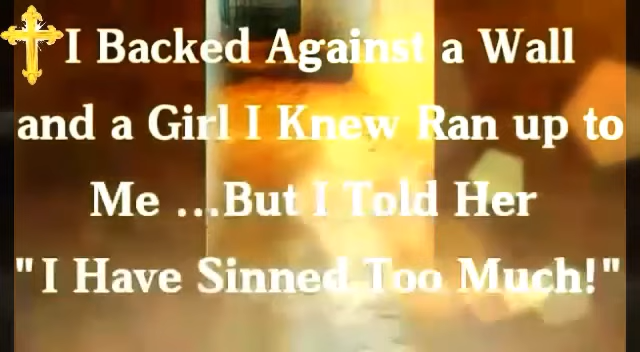 I Backed Against a Wall
and a Girl I Knew Ran up to
Me ...But I Told Her
"I Have Sinned Too Much!"